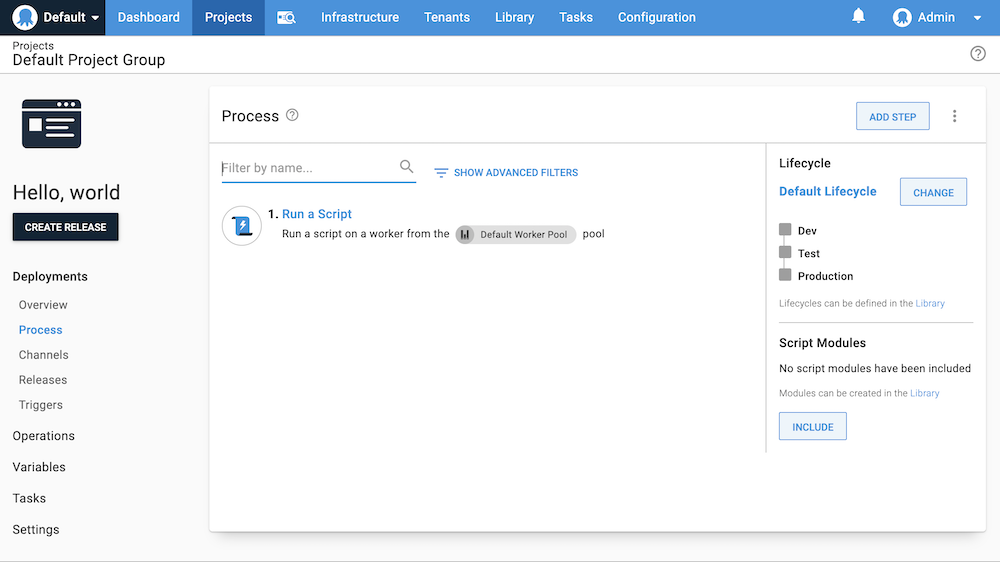 Default Dashboard Projects Infrastructure Tenants Library Tasks Configuration Admin
Projects
Default Project Group
Hello, world
CREATE RELEASE
Deployments
Overview
Process
Channels
Releases
Triggers
Operations
Variables
Tasks
Settings
Process
ADD STEP
Filter by name...
SHOW ADVANCED FILTERS
1. Run a Script
Run a script on a worker from the Default Worker Pool pool
Lifecycle
Default Lifecycle
CHANGE
Dev
Test
Production
Lifecycles can be defined in the Library
Script Modules
No script modules have been included
Modules can be created in the Library
INCLUDE